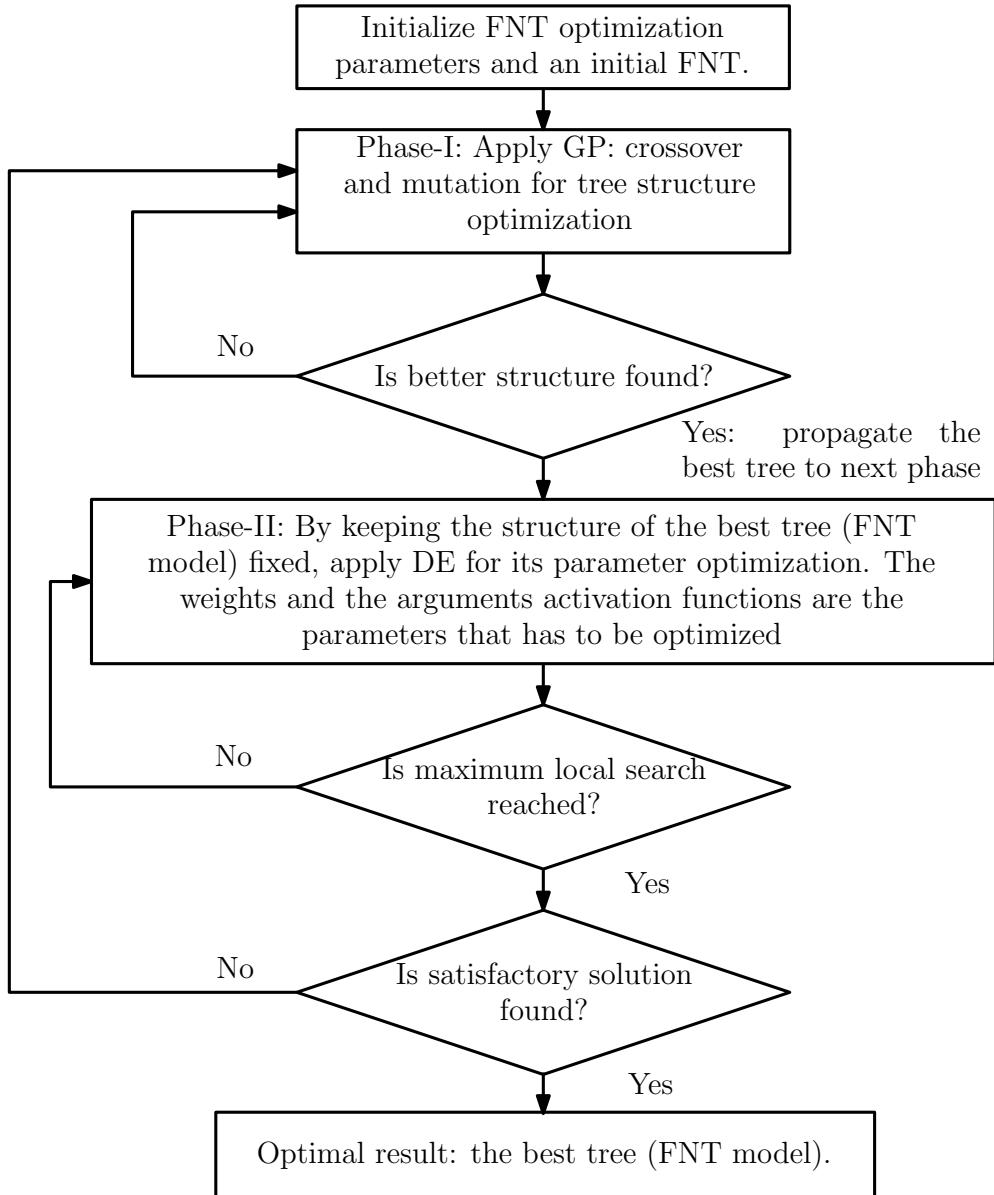 Initialize FNT optimization
parameters and an initial FNT.
Phase-I: Apply GP: crossover
and mutation for tree structure
optimization
No
Is better structure found?
Yes: propagate the
best tree to next phase
Phase-II: By keeping the structure of the best tree (FNT
model) fixed, apply DE for its parameter optimization. The
weights and the arguments activation functions are the
parameters that has to be optimized
No
Is maximum local search
reached?
Yes
No
Is satisfactory solution
found?
Yes
Optimal result: the best tree (FNT model).